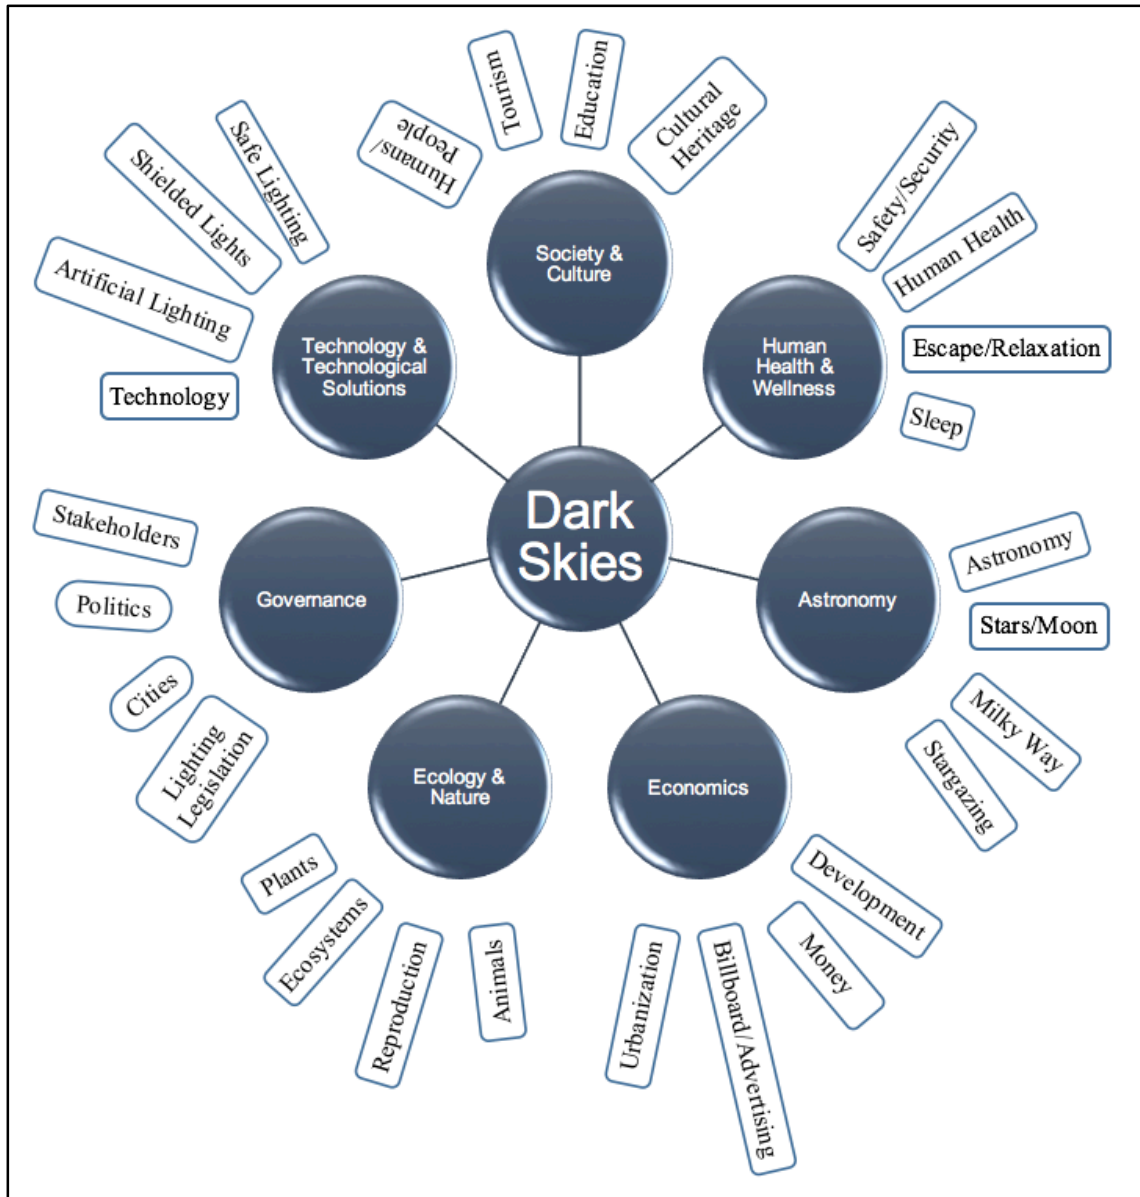 Dark
Skies
Society &
Culture
Humans/
People
Tourism
Education
Cultural
Heritage
Human
Health &
Wellness
Safety/Security
Human Health
Escape/Relaxation
Sleep
Astronomy
Astronomy
Stars/Moon
Milky Way
Stargazing
Economics
Development
Money
Billboard/Advertising
Urbanization
Ecology &
Nature
Animals
Reproduction
Ecosystems
Plants
Governance
Lighting
Legislation
Cities
Politics
Stakeholders
Technology &
Technological
Solutions
Technology
Artificial Lighting
Shielded Lights
Safe Lighting